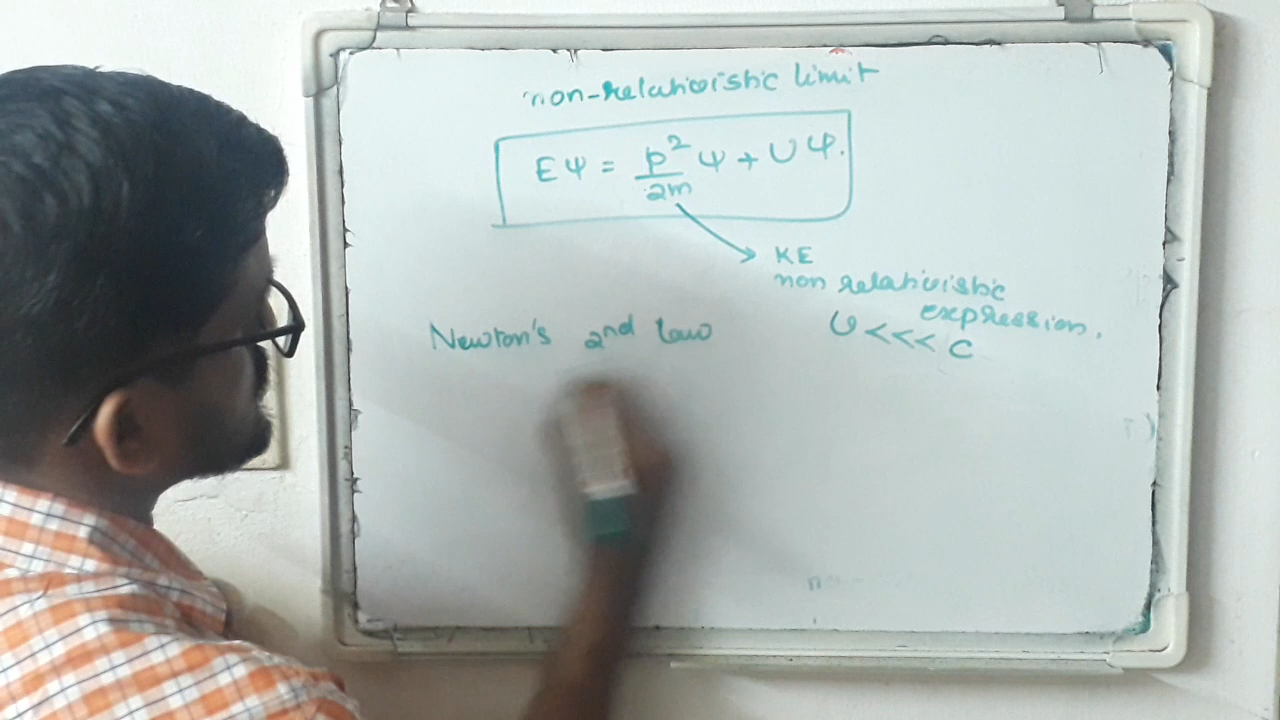 non-relativistic limit
EΨ = p²/2m Ψ + UΨ.
KE
non relativistic
expression.
Newton's 2nd law
υ <<< c